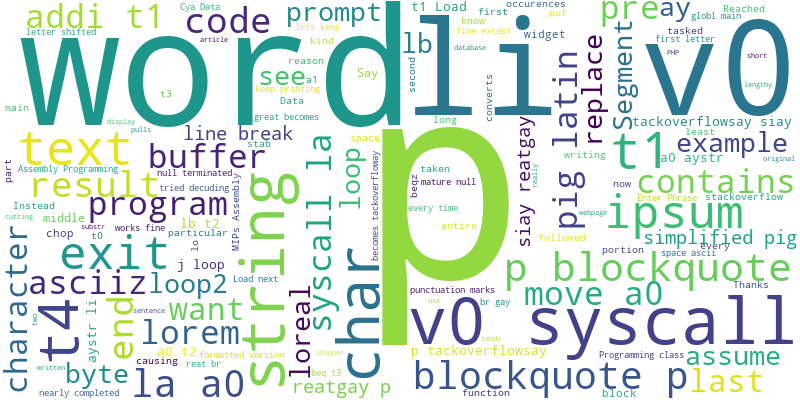 addi t1
Cya Data
code
prompt
t1 Load
occurences
first
pre
ay
put
globl main
Reached
letter shifted
lets keep
kind
lb
know
fine except
widget
tasked
first letter
PHP
word
li
v0
article
reason
see
a1
Say
second
database
Segment
short
main
t3
keep printing
Data
great becomes
converts
pig latin
replace
lengthy
display
pulls
line break
long
tackoverflowsay siay
text
buffer
stab
syscall la
loop
space
p
least
t1
example
Assembly Programming
null terminated
tried decuding
taken
writing
a0 aystr
original
part
result
contains
beqz
mature null
siay reatgay
really
now
Enter Phrase
stackoverflow
Instead
program
string
MIPs Assembly
becomes tackoverfloway
every time
webpage
ipsum
cutting
substr
works fine
middle
lb t2
particular
char
entire
followed
simplified pig
t0
chop
lo
exit
j loop
portion
every
space ascii
character
asciiz
loop2
Load next
p blockquote
Thanks
t4
end
want
loreal
punctuation marks
move a0
aystr li
lorem
use
br gay
v0 syscall
two
sentence
a0 t2
formatted version
p tackoverflowsay
Programming class
assume
written
byte
causing
reat br
beq t3
snippet
blockquote p
last
nearly completed
la a0
reatgay p
sends
function
block